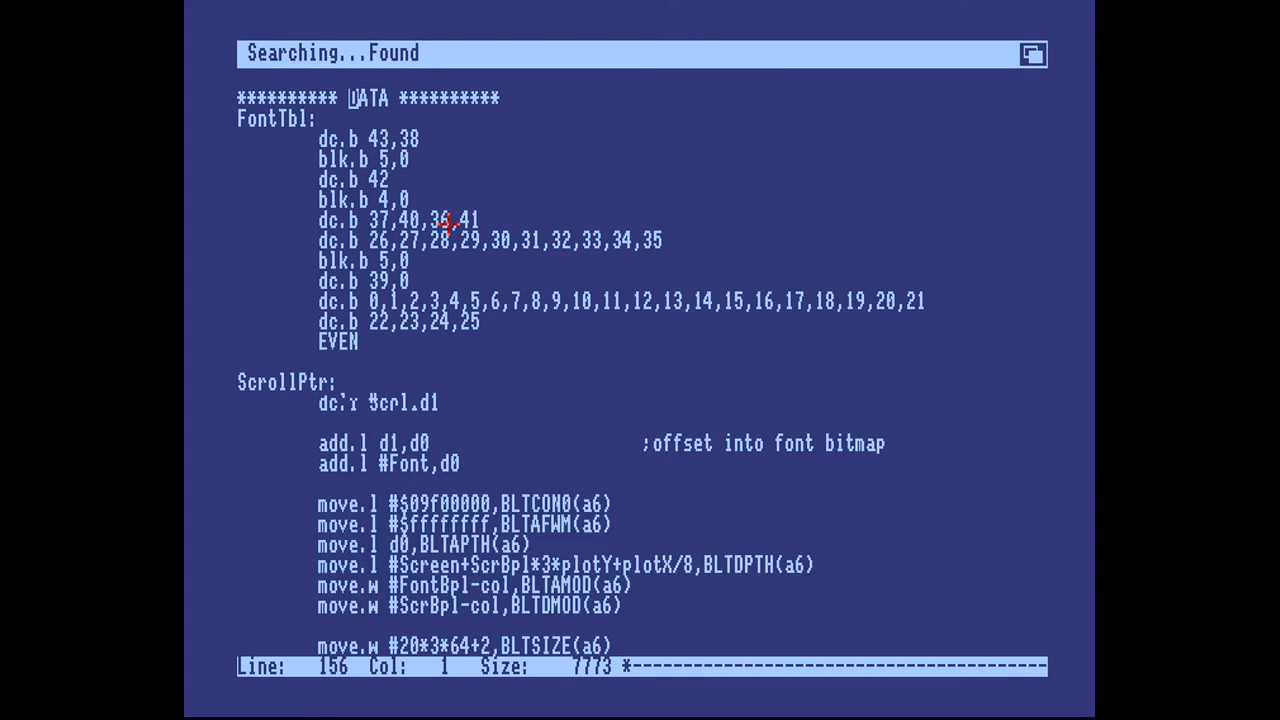 Searching...Found
********** DATA **********
FontTbl:
dc.b 43,38
blk.b 5,0
dc.b 42
blk.b 4,0
dc.b 37,40,36,41
dc.b 26,27,28,29,30,31,32,33,34,35
blk.b 5,0
dc.b 39,0
dc.b 0,1,2,3,4,5,6,7,8,9,10,11,12,13,14,15,16,17,18,19,20,21
dc.b 22,23,24,25
EVEN
ScrollPtr:
add.l d1,d0 ;offset into font bitmap
add.l #Font,d0
move.l #$09f00000,BLTCON0(a6)
move.l #$ffffffff,BLTAFWM(a6)
move.l d0,BLTAPTH(a6)
move.l #Screen+ScrBpl*3*plotY+plotX/8,BLTDPTH(a6)
move.w #FontBpl-col,BLTAMOD(a6)
move.w #ScrBpl-col,BLTDMOD(a6)
move.w #20*3*64+2,BLTSIZE(a6)
Line: 156 Col: 1 Size: 7773 *-----------------------------------------